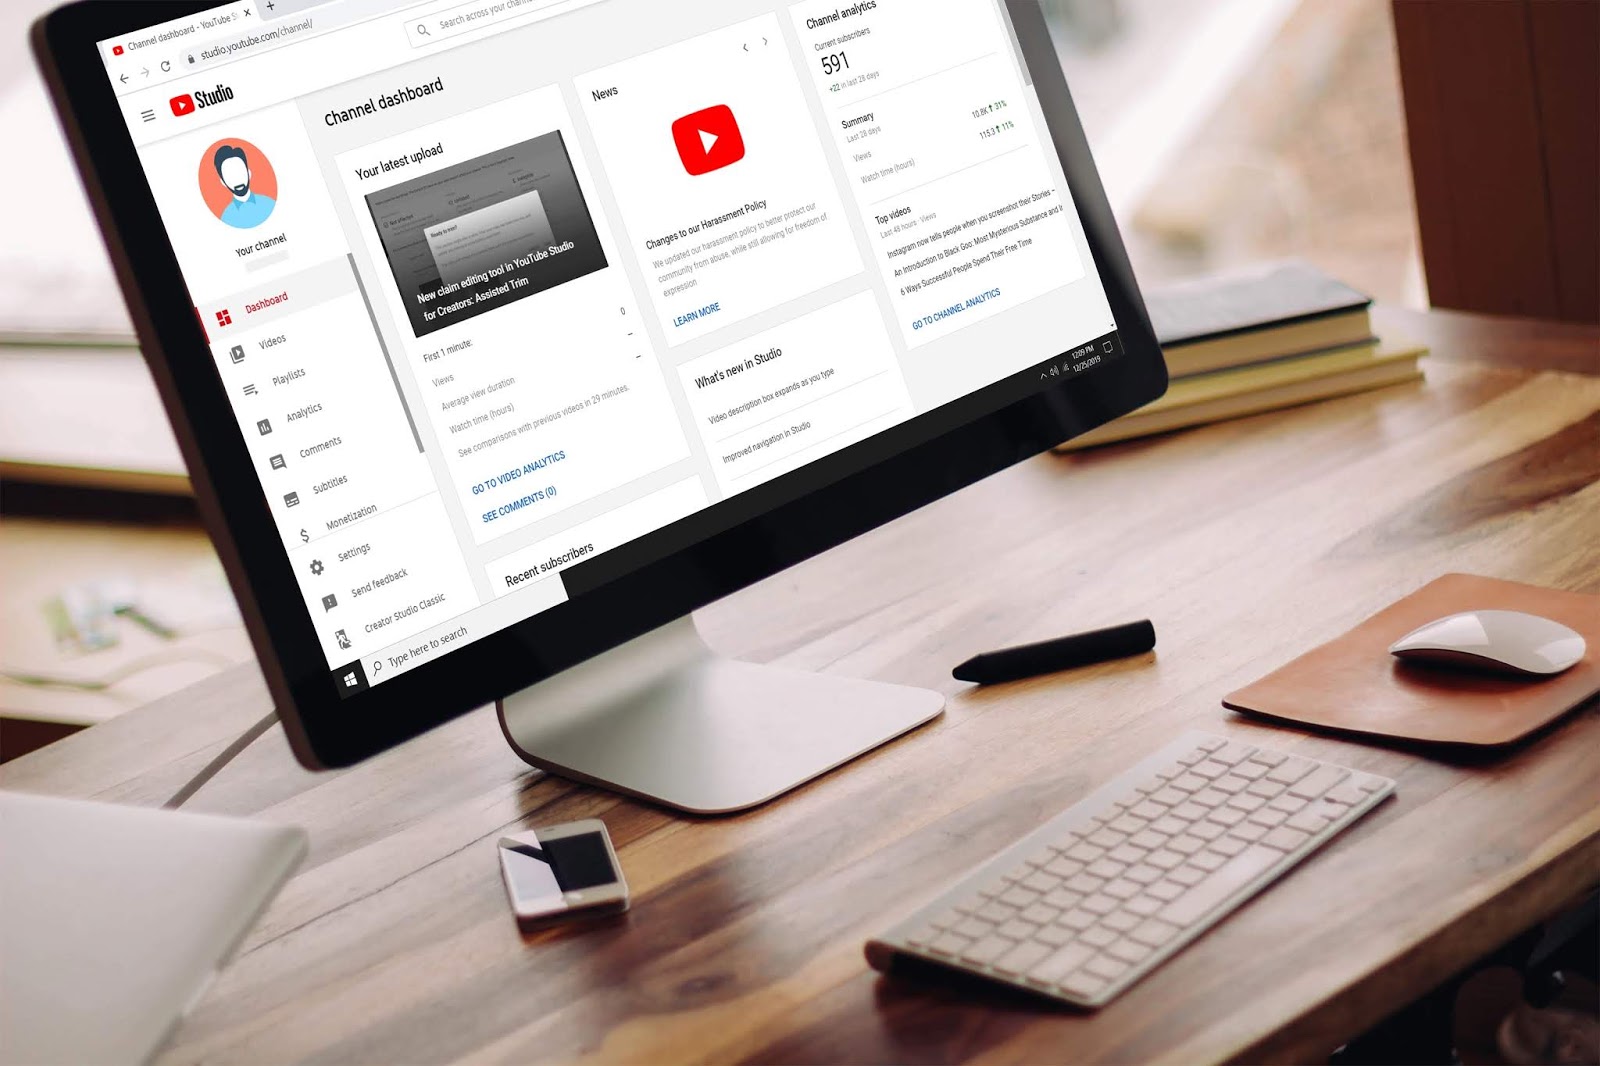 Channel dashboard - YouTube S
studio.youtube.com/channel/
Studio
Search across your chann
Your channel
Dashboard
Videos
Playlists
Analytics
Comments
Subtitles
Monetization
Settings
Send feedback
Creator Studio Classic
Channel dashboard
Your latest upload
Ready to trim?
New claim editing tool in YouTube Studio
for Creators: Assisted Trim
First 1 minute:
Views 0
Average view duration –
Watch time (hours) –
See comparisons with previous videos in 29 minutes.
GO TO VIDEO ANALYTICS
SEE COMMENTS (0)
Recent subscribers
News
Changes to our Harassment Policy
We updated our harassment policy to better protect our
community from abuse, while still allowing for freedom of
expression
LEARN MORE
What's new in Studio
Video description box expands as you type
Improved navigation in Studio
Channel analytics
Current subscribers
591
+22 in last 28 days
Summary
Last 28 days
Views 10.8K 31%
Watch time (hours) 115.3 11%
Top videos
Last 48 hours · Views
Instagram now tells people when you screenshot their Stories –
An Introduction to Black Goo: Most Mysterious Substance and I
6 Ways Successful People Spend Their Free Time
GO TO CHANNEL ANALYTICS
Type here to search
12:09 PM
12/25/2019